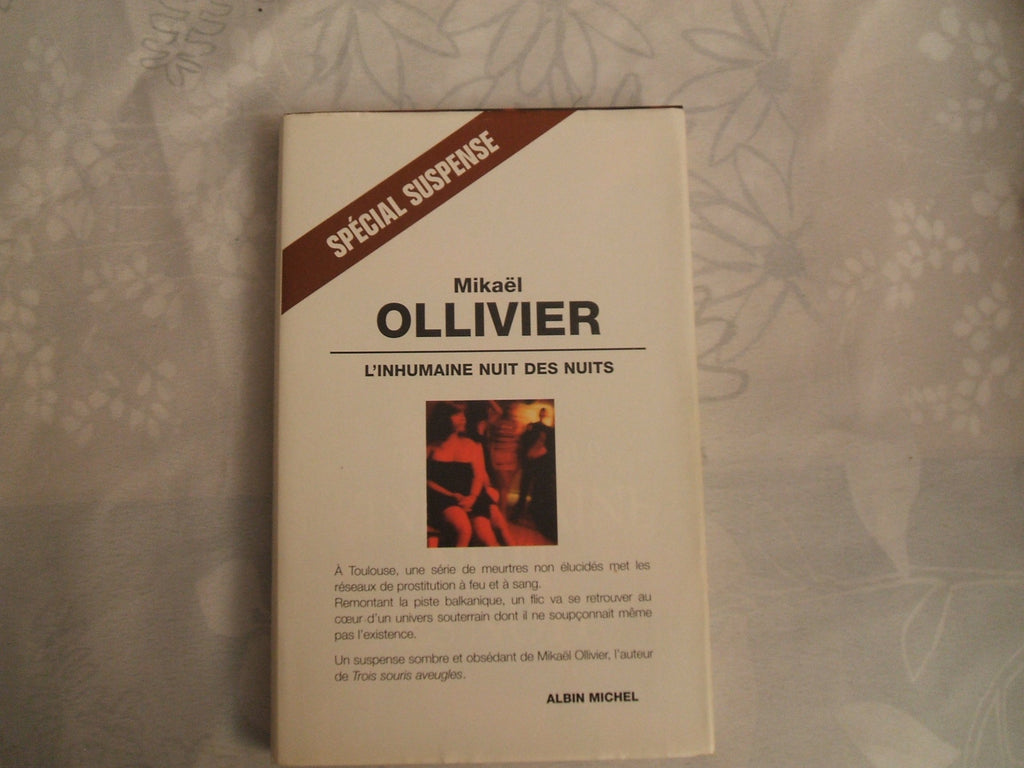 SPÉCIAL SUSPENSE
Mikaël
OLLIVIER
L'INHUMAINE NUIT DES NUITS
À Toulouse, une série de meurtres non élucidés met les
réseaux de prostitution à feu et à sang.
Remontant la piste balkanique, un flic va se retrouver au
cœur d'un univers souterrain dont il ne soupçonnait même
pas l'existence.
Un suspense sombre et obsédant de Mikaël Ollivier, l'auteur
de Trois souris aveugles.
ALBIN MICHEL